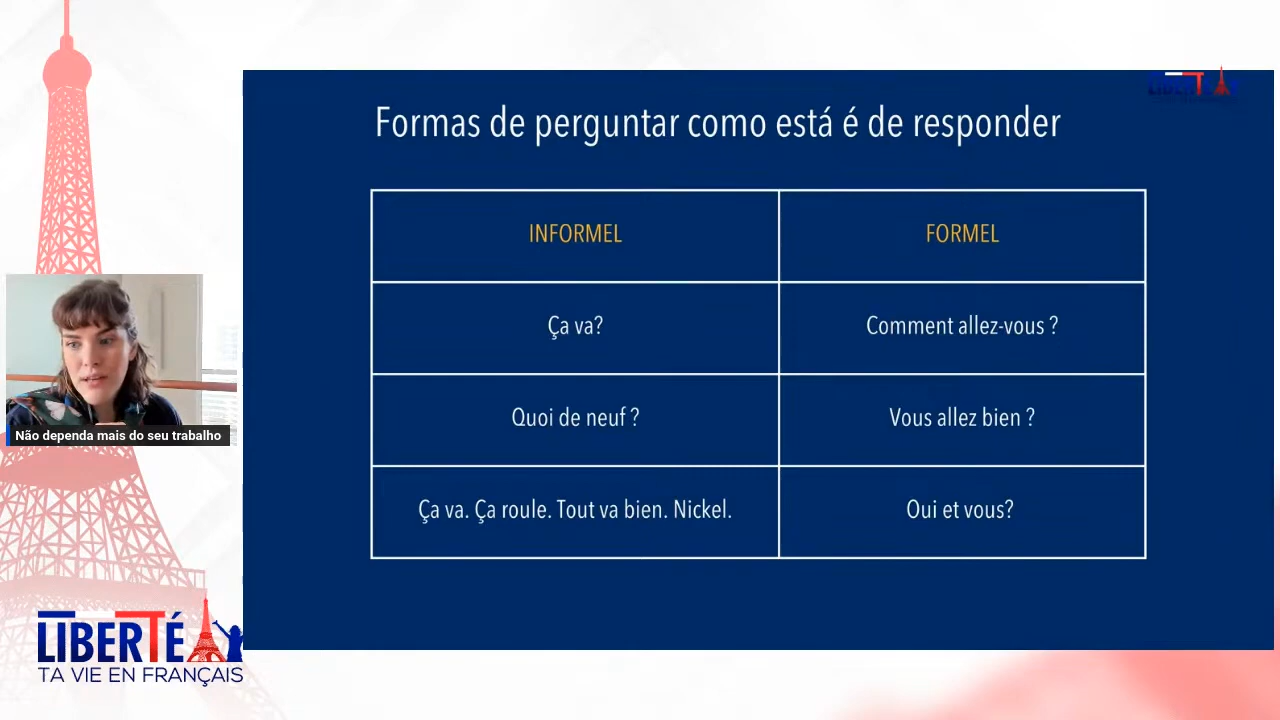 LIBERTÉ
Formas de perguntar como está é de responder
INFORMEL
FORMEL
Ça va?
Comment allez-vous ?
Quoi de neuf ?
Vous allez bien ?
Ça va. Ça roule. Tout va bien. Nickel.
Oui et vous?
Não dependa mais do seu trabalho
LIBERTÉ
TA VIE EN FRANÇAIS